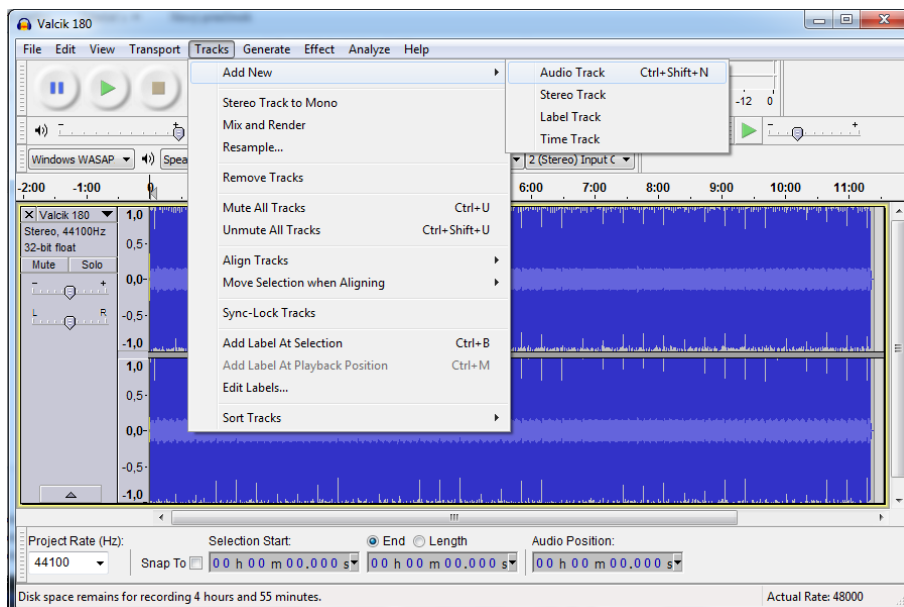 Valcik 180
File Edit View Transport Tracks Generate Effect Analyze Help
Add New
Audio Track Ctrl+Shift+N
Stereo Track
Label Track
Time Track
-12 0
Stereo Track to Mono
Mix and Render
Resample...
Windows WASAP
Spea
2 (Stereo) Input C
Remove Tracks
-2:00 -1:00 0 6:00 7:00 8:00 9:00 10:00 11:00
Mute All Tracks Ctrl+U
Unmute All Tracks Ctrl+Shift+U
Align Tracks
Move Selection when Aligning
Sync-Lock Tracks
Add Label At Selection Ctrl+B
Add Label At Playback Position Ctrl+M
Edit Labels...
Sort Tracks
X Valcik 180
Stereo, 44100Hz
32-bit float
Mute Solo
- +
L R
1,0
0,5
0,0
-0,5
-1,0
1,0
0,5
0,0
-0,5
-1,0
Project Rate (Hz): Selection Start: End Length Audio Position:
44100 Snap To 00 h 00 m 00.000 s 00 h 00 m 00.000 s 00 h 00 m 00.000 s
Disk space remains for recording 4 hours and 55 minutes. Actual Rate: 48000